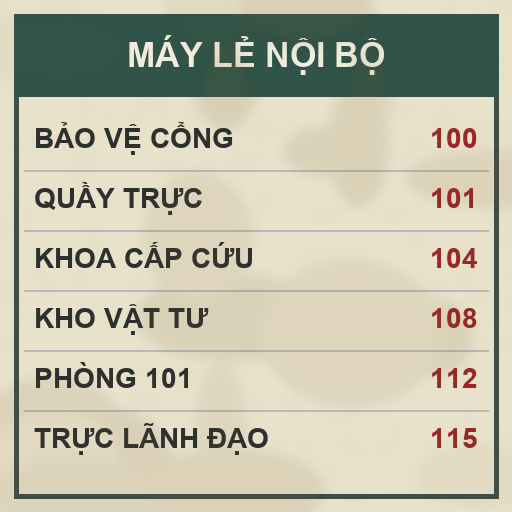 MÁY LẺ NỘI BỘ
BẢO VỆ CỔNG 100
QUẦY TRỰC 101
KHOA CẤP CỨU 104
KHO VẬT TƯ 108
PHÒNG 101 112
TRỰC LÃNH ĐẠO 115